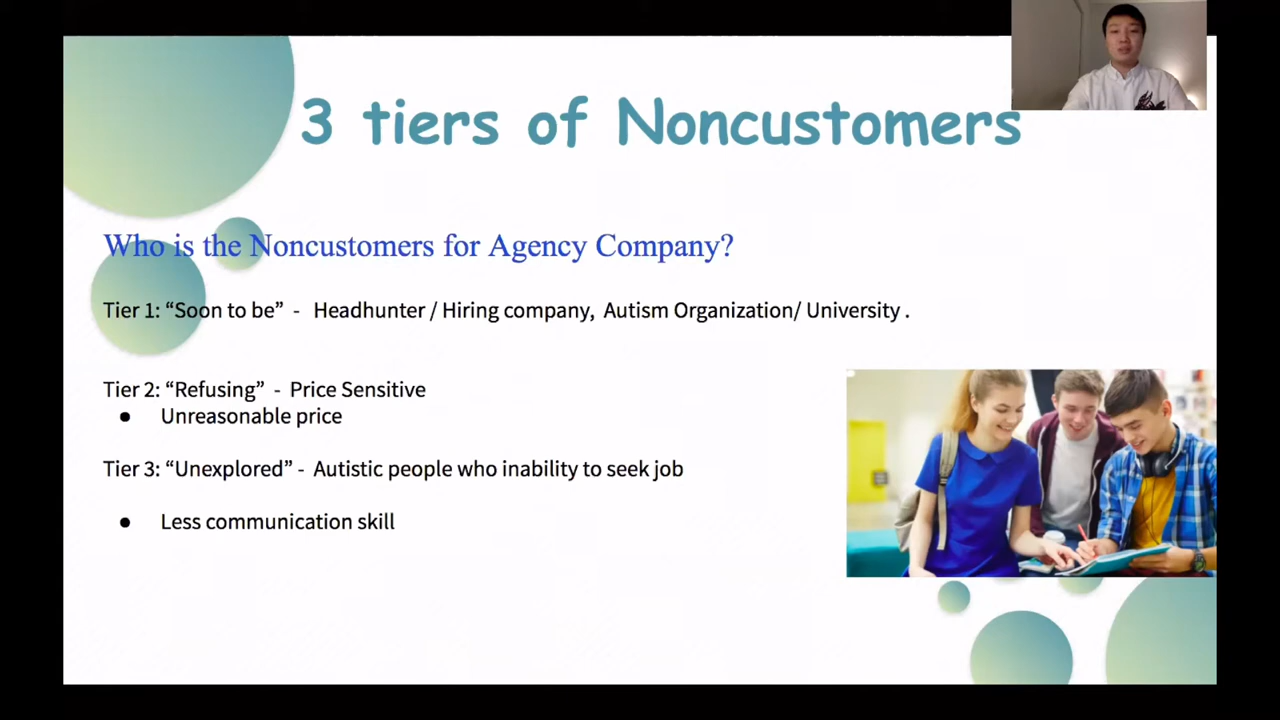 3 tiers of Noncustomers
Who is the Noncustomers for Agency Company?
Tier 1: “Soon to be” - Headhunter / Hiring company, Autism Organization/ University .
Tier 2: “Refusing” - Price Sensitive
● Unreasonable price
Tier 3: “Unexplored” - Autistic people who inability to seek job
● Less communication skill